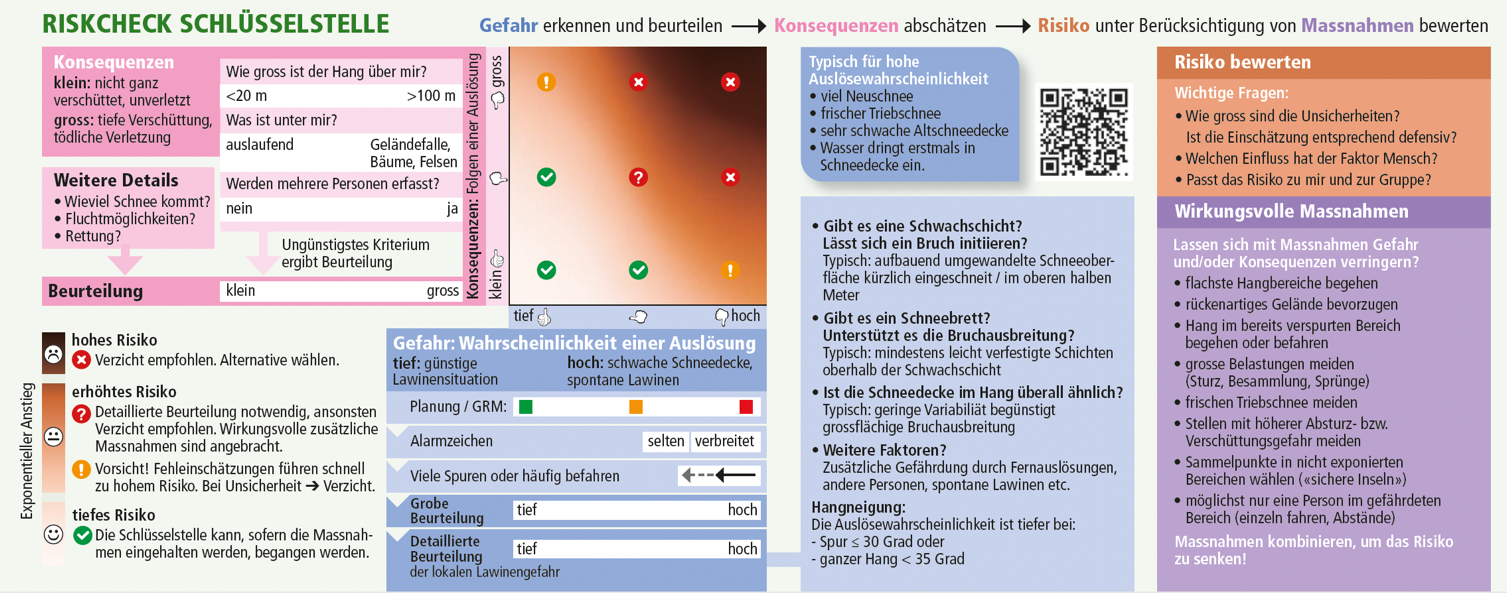 RISKCHECK SCHLÜSSELSTELLE
Gefahr erkennen und beurteilen → Konsequenzen abschätzen → Risiko unter Berücksichtigung von Massnahmen bewerten
Konsequenzen
klein: nicht ganz
verschüttet, unverletzt
gross: tiefe Verschüttung,
tödliche Verletzung
Weitere Details
• Wieviel Schnee kommt?
• Fluchtmöglichkeiten?
• Rettung?
Wie gross ist der Hang über mir?
<20 m >100 m
Was ist unter mir?
auslaufend Geländefalle,
Bäume, Felsen
Werden mehrere Personen erfasst?
nein ja
Ungünstigstes Kriterium
ergibt Beurteilung
Beurteilung klein gross
Konsequenzen: Folgen einer Auslösung
klein gross
tief hoch
hohes Risiko
Verzicht empfohlen. Alternative wählen.
erhöhtes Risiko
Detaillierte Beurteilung notwendig, ansonsten
Verzicht empfohlen. Wirkungsvolle zusätzliche
Massnahmen sind angebracht.
Vorsicht! Fehleinschätzungen führen schnell
zu hohem Risiko. Bei Unsicherheit ➔ Verzicht.
tiefes Risiko
Die Schlüsselstelle kann, sofern die Massnah-
men eingehalten werden, begangen werden.
Exponentieller Anstieg
Gefahr: Wahrscheinlichkeit einer Auslösung
tief: günstige
Lawinensituation
hoch: schwache Schneedecke,
spontane Lawinen
Planung / GRM:
Alarmzeichen selten verbreitet
Viele Spuren oder häufig befahren
Grobe
Beurteilung tief hoch
Detaillierte
Beurteilung tief hoch
der lokalen Lawinengefahr
Typisch für hohe
Auslösewahrscheinlichkeit
• viel Neuschnee
• frischer Triebschnee
• sehr schwache Altschneedecke
• Wasser dringt erstmals in
Schneedecke ein.
• Gibt es eine Schwachschicht?
Lässt sich ein Bruch initiieren?
Typisch: aufbauend umgewandelte Schneeober-
fläche kürzlich eingeschneit / im oberen halben
Meter
• Gibt es ein Schneebrett?
Unterstützt es die Bruchausbreitung?
Typisch: mindestens leicht verfestigte Schichten
oberhalb der Schwachschicht
• Ist die Schneedecke im Hang überall ähnlich?
Typisch: geringe Variabiliät begünstigt
grossflächige Bruchausbreitung
• Weitere Faktoren?
Zusätzliche Gefährdung durch Fernauslösungen,
andere Personen, spontane Lawinen etc.
Hangneigung:
Die Auslösewahrscheinlichkeit ist tiefer bei:
- Spur ≤ 30 Grad oder
- ganzer Hang < 35 Grad
Risiko bewerten
Wichtige Fragen:
• Wie gross sind die Unsicherheiten?
Ist die Einschätzung entsprechend defensiv?
• Welchen Einfluss hat der Faktor Mensch?
• Passt das Risiko zu mir und zur Gruppe?
Wirkungsvolle Massnahmen
Lassen sich mit Massnahmen Gefahr
und/oder Konsequenzen verringern?
• flachste Hangbereiche begehen
• rückenartiges Gelände bevorzugen
• Hang im bereits verspurten Bereich
begehen oder befahren
• grosse Belastungen meiden
(Sturz, Besammlung, Sprünge)
• frischen Triebschnee meiden
• Stellen mit höherer Absturz- bzw.
Verschüttungsgefahr meiden
• Sammelpunkte in nicht exponierten
Bereichen wählen («sichere Inseln»)
• möglichst nur eine Person im gefährdeten
Bereich (einzeln fahren, Abstände)
Massnahmen kombinieren, um das Risiko
zu senken!